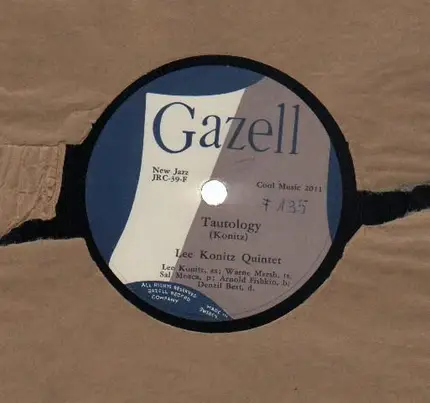 Gazell
New Jazz
JRC-39-F
Cool Music 2011
7 135
Tautology
(Konitz)
Lee Konitz Quintet
Lee Konitz, as; Warne Marsh, ts,
Sal Mosca, p; Arnold Fishkin, b;
Denzil Best, d.
ALL RIGHTS RESERVED
GAZELL RECORD
COMPANY
MADE IN
SWEDEN